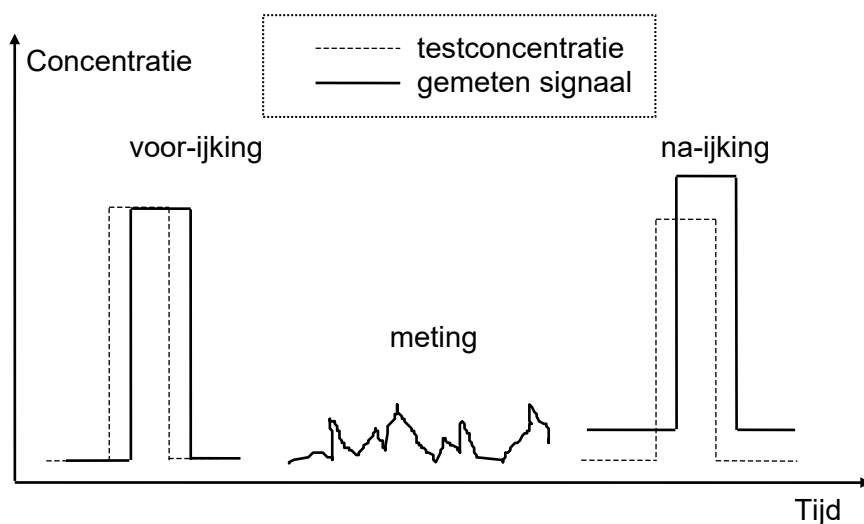 testconcentratie
gemeten signaal
Concentratie
voor-ijking
na-ijking
meting
Tijd